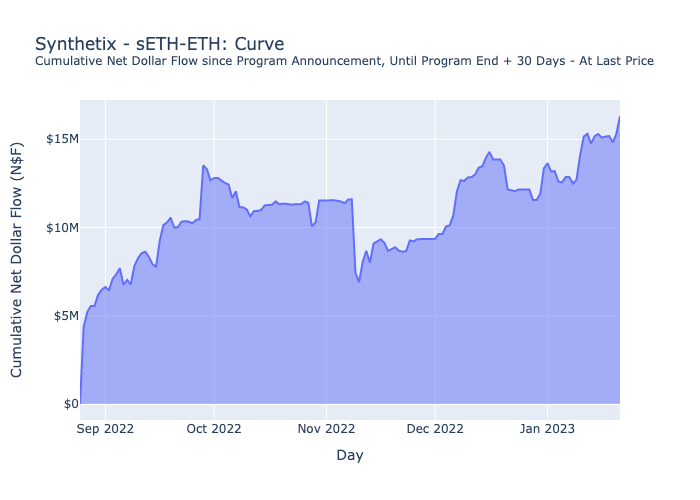 Synthetix - sETH-ETH: Curve
Cumulative Net Dollar Flow since Program Announcement, Until Program End + 30 Days - At Last Price
Cumulative Net Dollar Flow (N$F)
$15M
$10M
$5M
$0
Sep 2022
Oct 2022
Nov 2022
Dec 2022
Jan 2023
Day